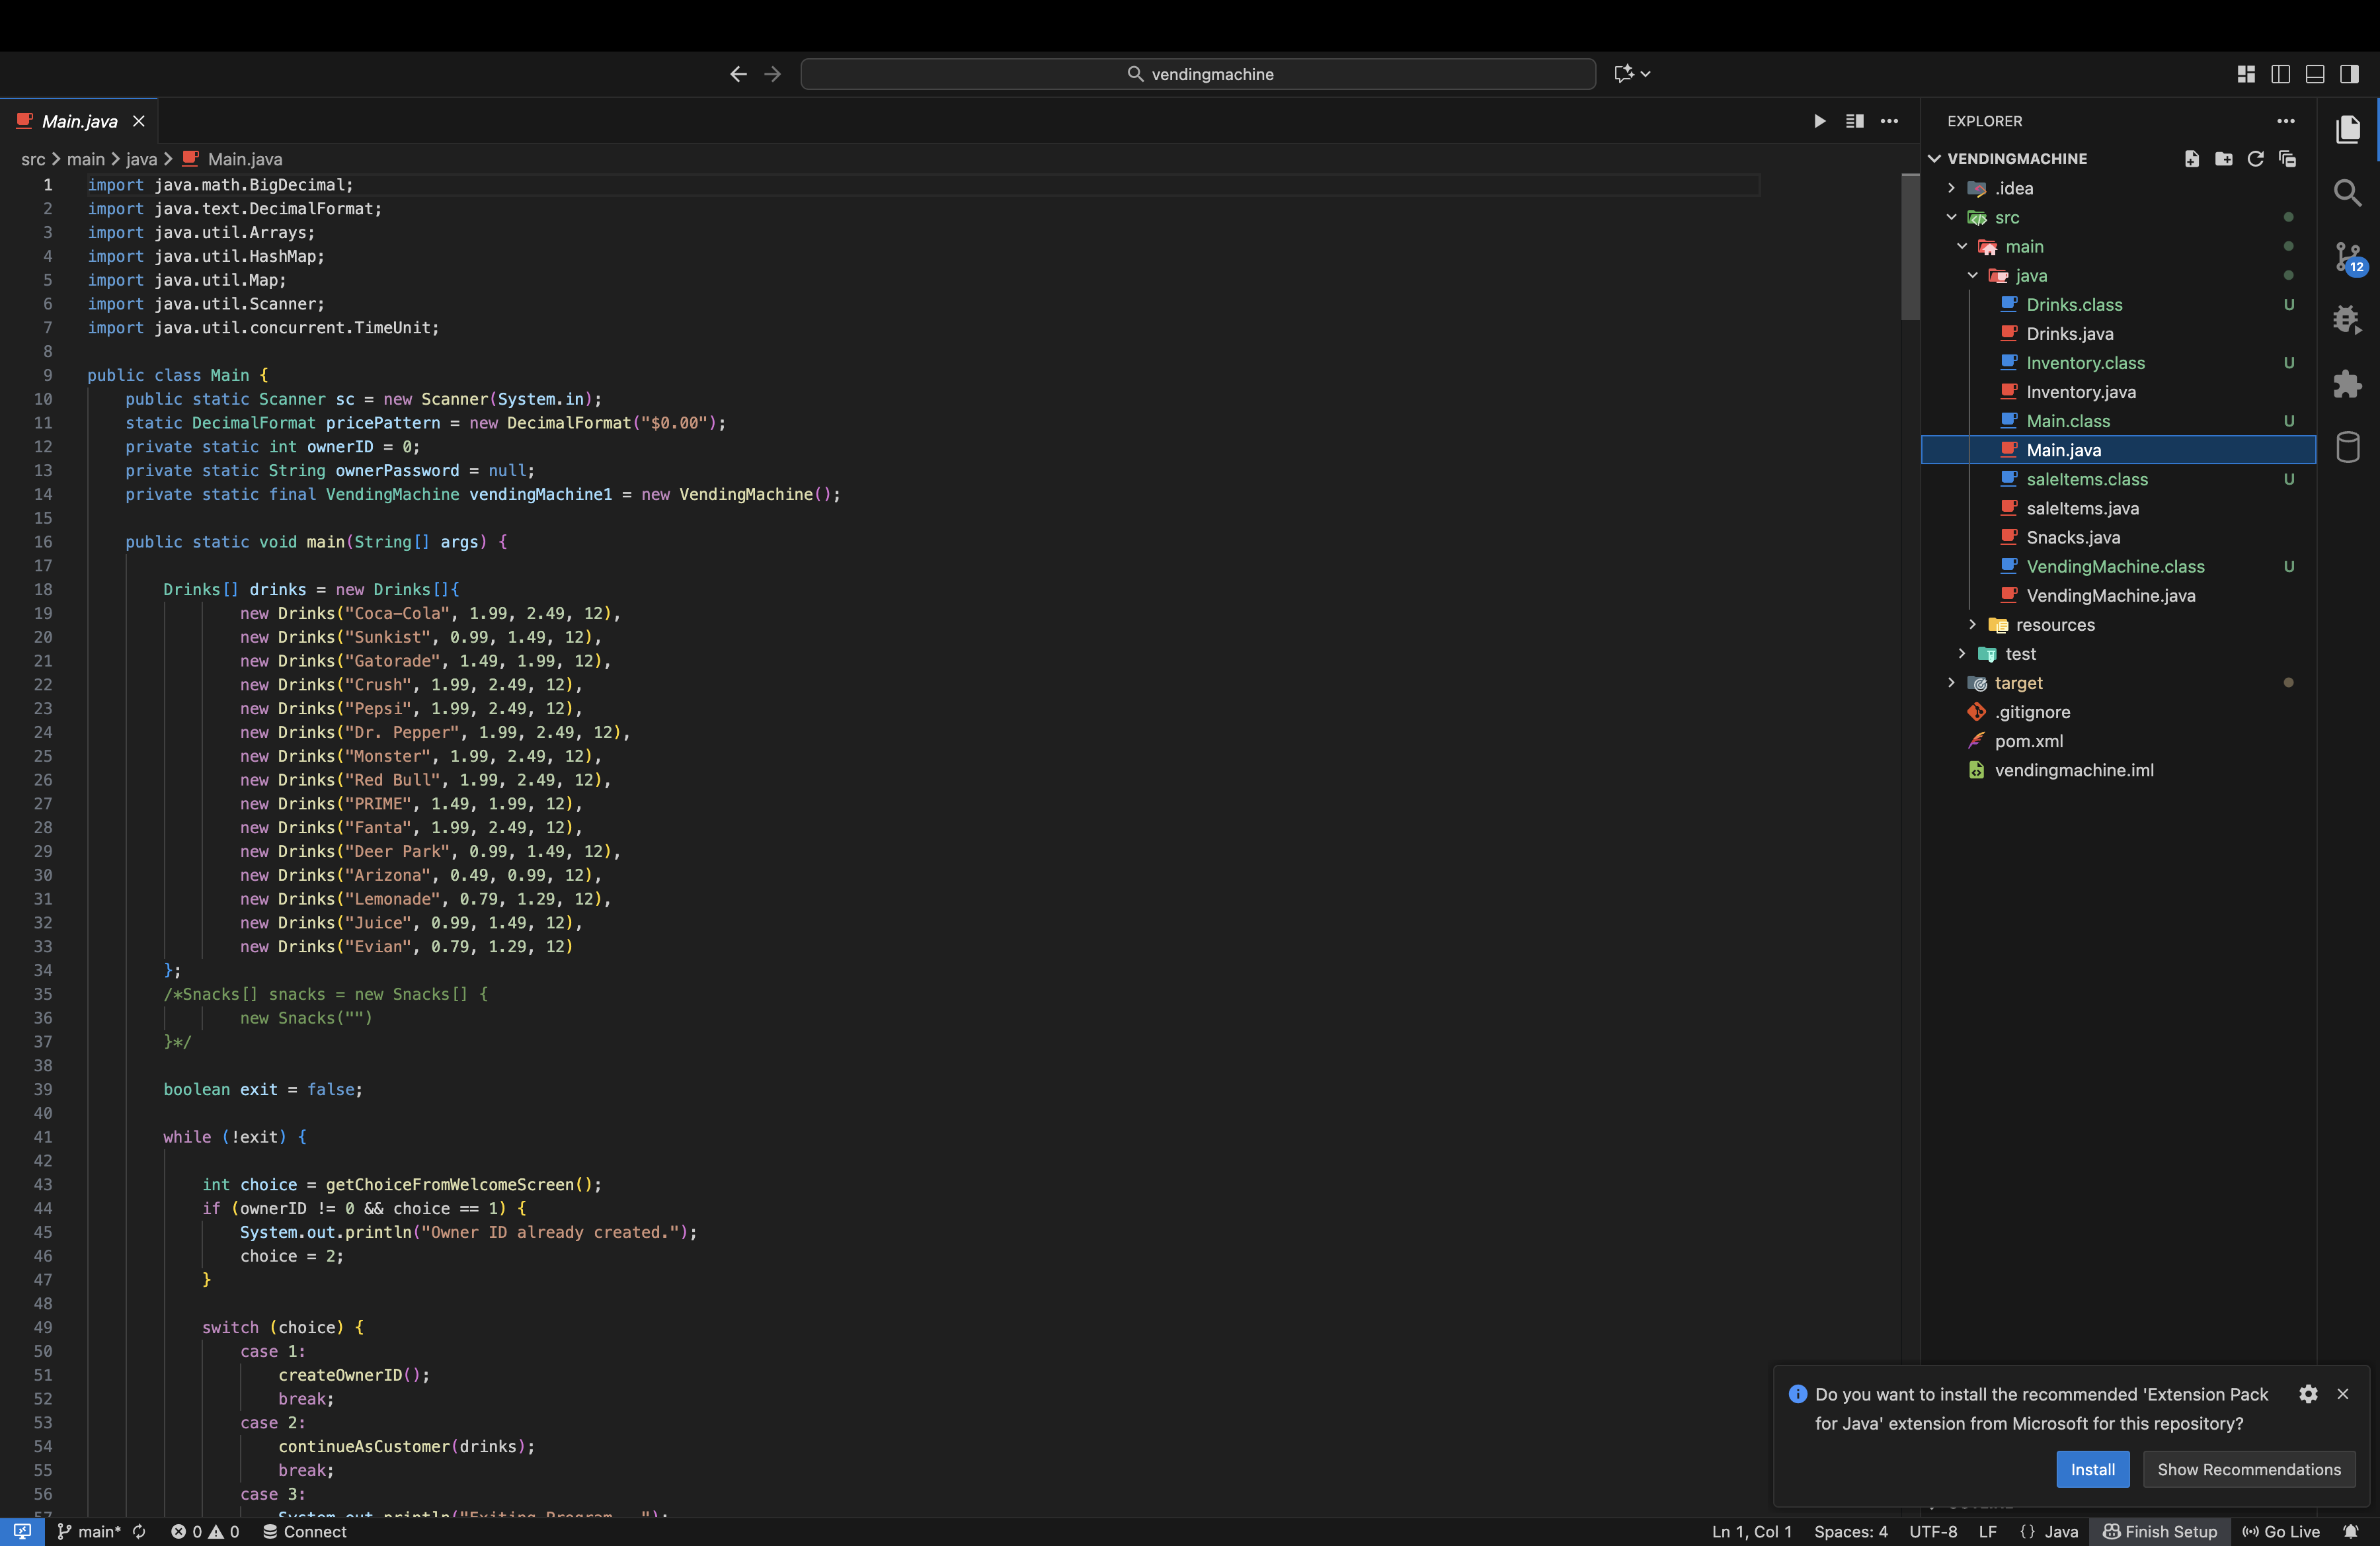 vendingmachine
Main.java
src > main > java > Main.java
1 import java.math.BigDecimal;
2 import java.text.DecimalFormat;
3 import java.util.Arrays;
4 import java.util.HashMap;
5 import java.util.Map;
6 import java.util.Scanner;
7 import java.util.concurrent.TimeUnit;
8
9 public class Main {
10 public static Scanner sc = new Scanner(System.in);
11 static DecimalFormat pricePattern = new DecimalFormat("$0.00");
12 private static int ownerID = 0;
13 private static String ownerPassword = null;
14 private static final VendingMachine vendingMachine1 = new VendingMachine();
15
16 public static void main(String[] args) {
17
18 Drinks[] drinks = new Drinks[]{
19 new Drinks("Coca-Cola", 1.99, 2.49, 12),
20 new Drinks("Sunkist", 0.99, 1.49, 12),
21 new Drinks("Gatorade", 1.49, 1.99, 12),
22 new Drinks("Crush", 1.99, 2.49, 12),
23 new Drinks("Pepsi", 1.99, 2.49, 12),
24 new Drinks("Dr. Pepper", 1.99, 2.49, 12),
25 new Drinks("Monster", 1.99, 2.49, 12),
26 new Drinks("Red Bull", 1.99, 2.49, 12),
27 new Drinks("PRIME", 1.49, 1.99, 12),
28 new Drinks("Fanta", 1.99, 2.49, 12),
29 new Drinks("Deer Park", 0.99, 1.49, 12),
30 new Drinks("Arizona", 0.49, 0.99, 12),
31 new Drinks("Lemonade", 0.79, 1.29, 12),
32 new Drinks("Juice", 0.99, 1.49, 12),
33 new Drinks("Evian", 0.79, 1.29, 12)
34 };
35 /*Snacks[] snacks = new Snacks[] {
36 new Snacks("")
37 }*/
38
39 boolean exit = false;
40
41 while (!exit) {
42
43 int choice = getChoiceFromWelcomeScreen();
44 if (ownerID != 0 && choice == 1) {
45 System.out.println("Owner ID already created.");
46 choice = 2;
47 }
48
49 switch (choice) {
50 case 1:
51 createOwnerID();
52 break;
53 case 2:
54 continueAsCustomer(drinks);
55 break;
56 case 3:
57 System.out.println("Exiting Program...");
EXPLORER
VENDINGMACHINE
.idea
src
main
java
Drinks.class U
Drinks.java
Inventory.class U
Inventory.java
Main.class U
Main.java
saleItems.class U
saleItems.java
Snacks.java
VendingMachine.class U
VendingMachine.java
resources
test
target
.gitignore
pom.xml
vendingmachine.iml
12
Do you want to install the recommended 'Extension Pack
for Java' extension from Microsoft for this repository?
Install Show Recommendations
main* 0 0 Connect Ln 1, Col 1 Spaces: 4 UTF-8 LF {} Java Finish Setup Go Live